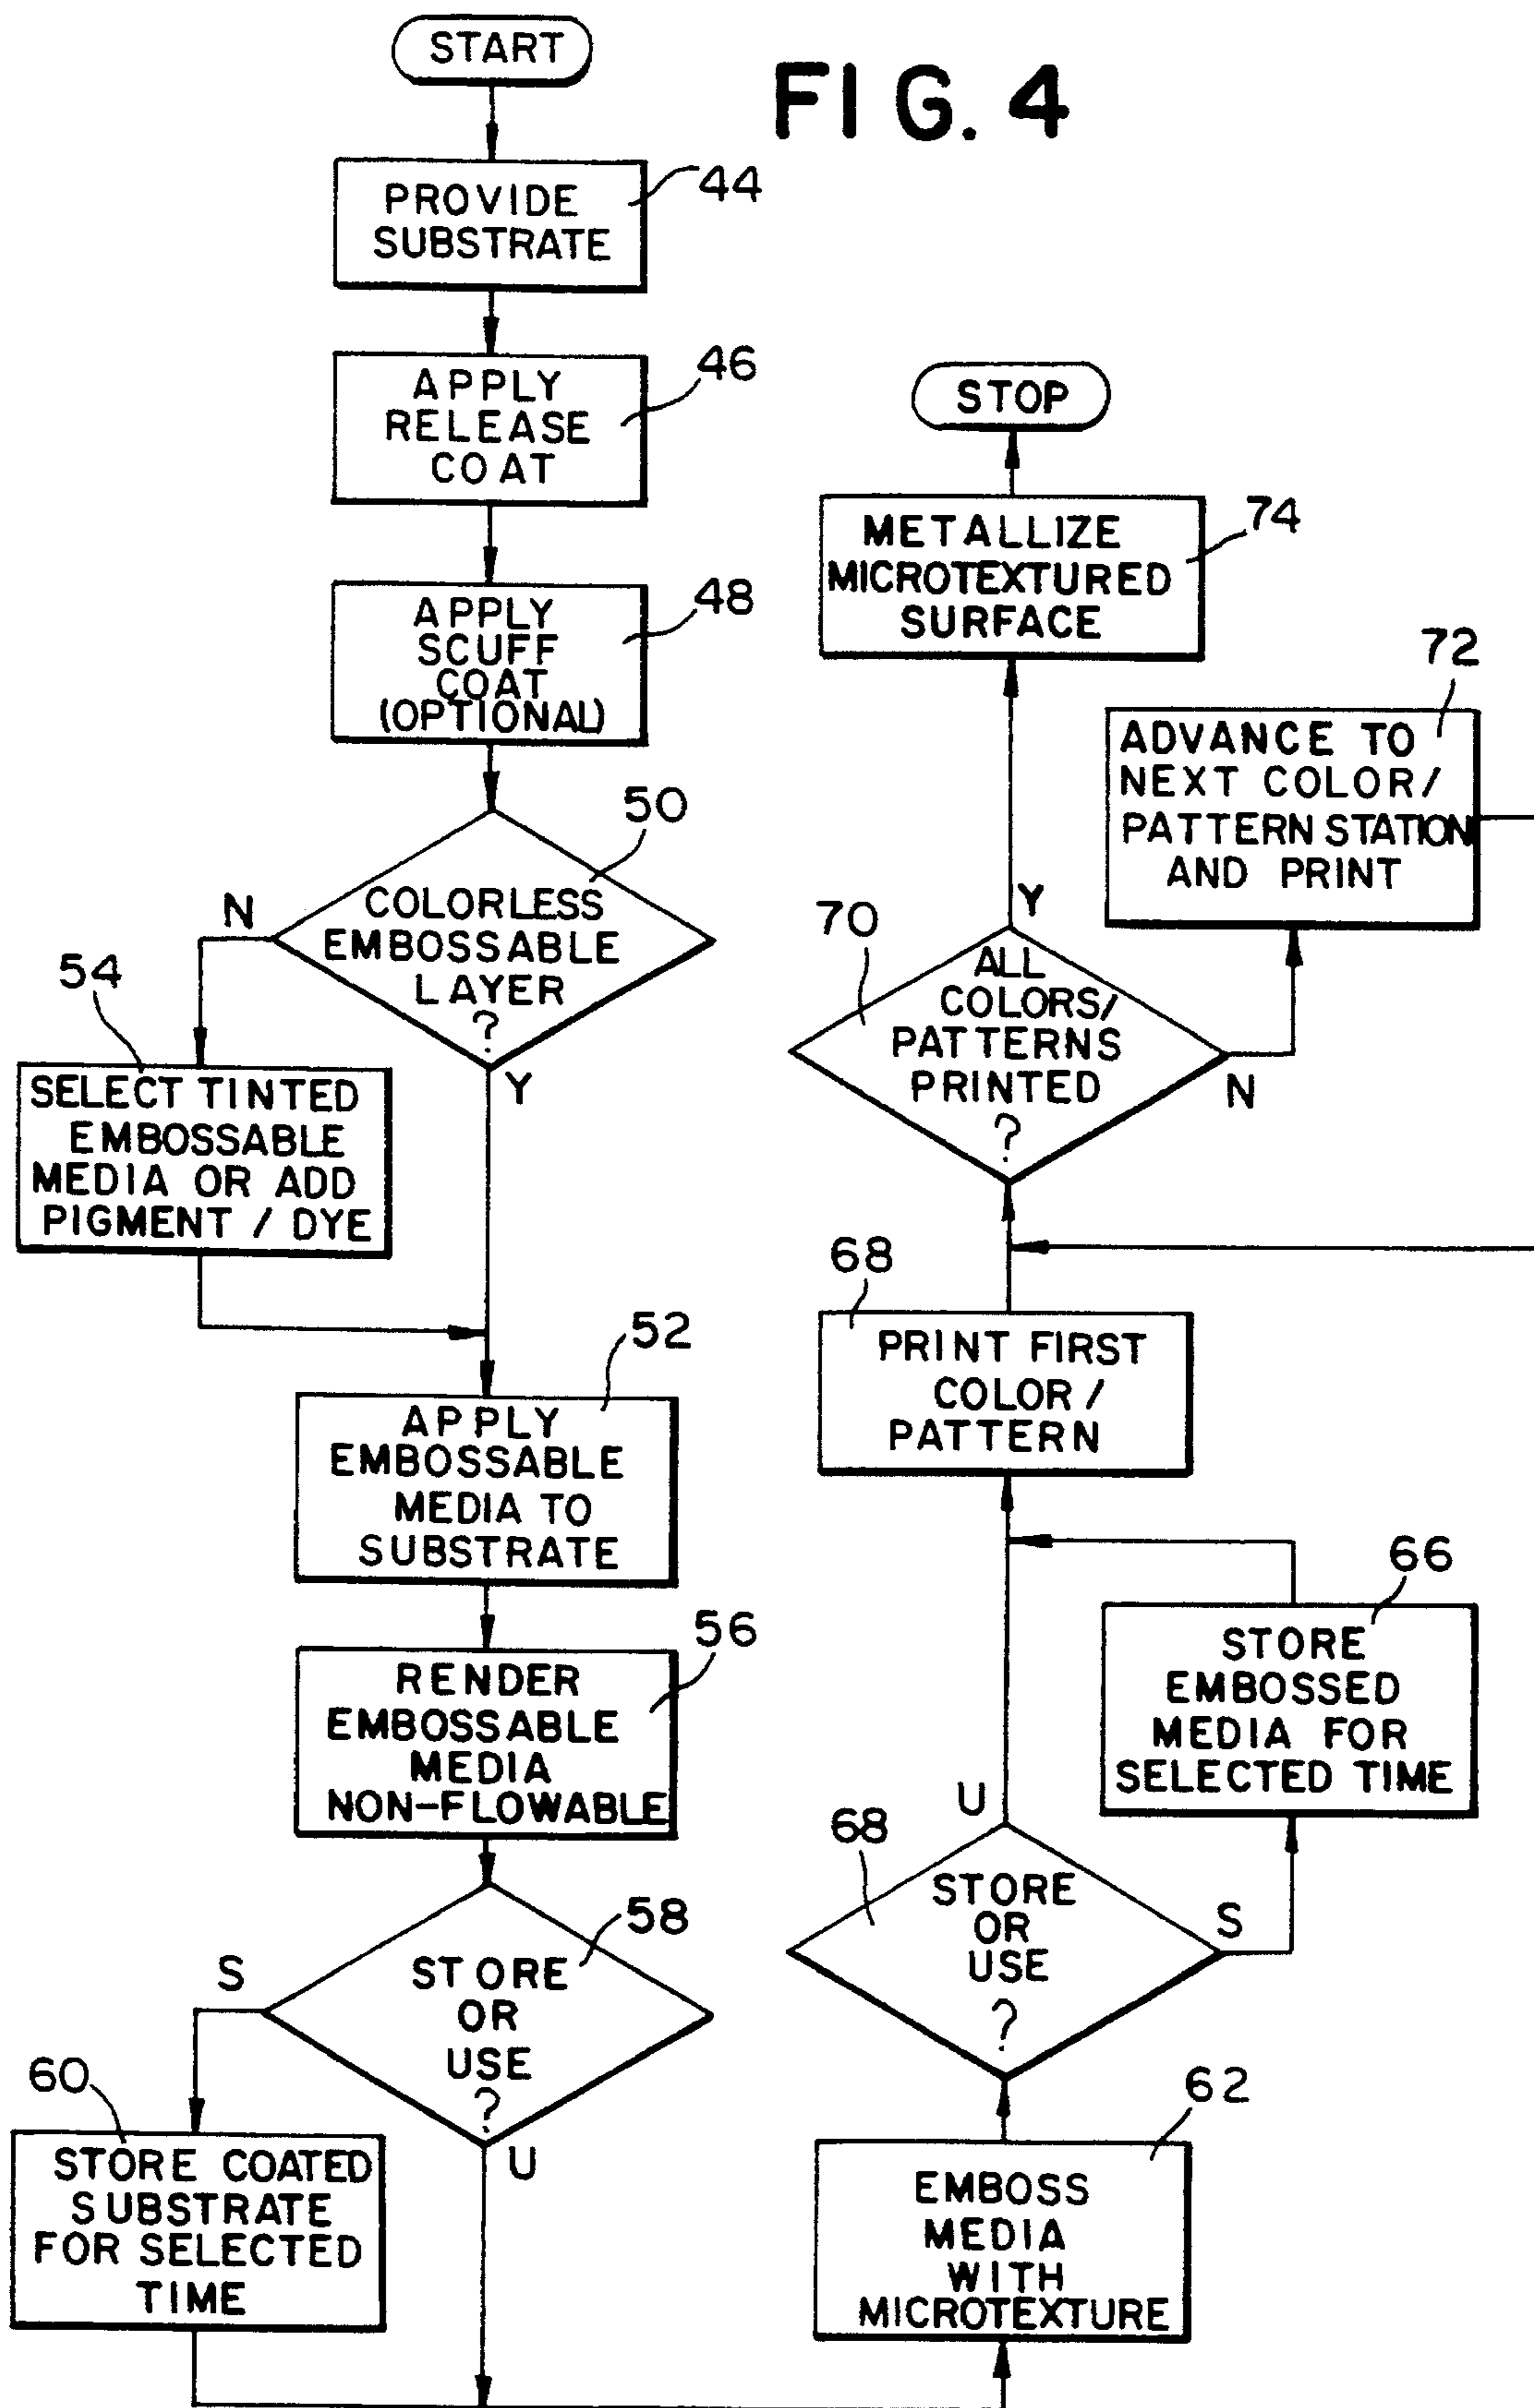 FIG. 4
START
PROVIDE
SUBSTRATE
44
APPLY
RELEASE
COAT
46
APPLY
SCUFF
COAT
(OPTIONAL)
48
COLORLESS
EMBOSSABLE
LAYER
?
50
N
Y
54
SELECT TINTED
EMBOSSABLE
MEDIA OR ADD
PIGMENT / DYE
APPLY
EMBOSSABLE
MEDIA TO
SUBSTRATE
52
RENDER
EMBOSSABLE
MEDIA
NON-FLOWABLE
56
STORE
OR
USE
?
58
S
U
60
STORE COATED
SUBSTRATE
FOR SELECTED
TIME
EMBOSS
MEDIA
WITH
MICROTEXTURE
62
STORE
OR
USE
?
68
S
U
STORE
EMBOSSED
MEDIA FOR
SELECTED TIME
66
PRINT FIRST
COLOR /
PATTERN
68
ALL
COLORS/
PATTERNS
PRINTED
?
70
N
Y
ADVANCE TO
NEXT COLOR/
PATTERN STATION
AND PRINT
72
METALLIZE
MICROTEXTURED
SURFACE
74
STOP